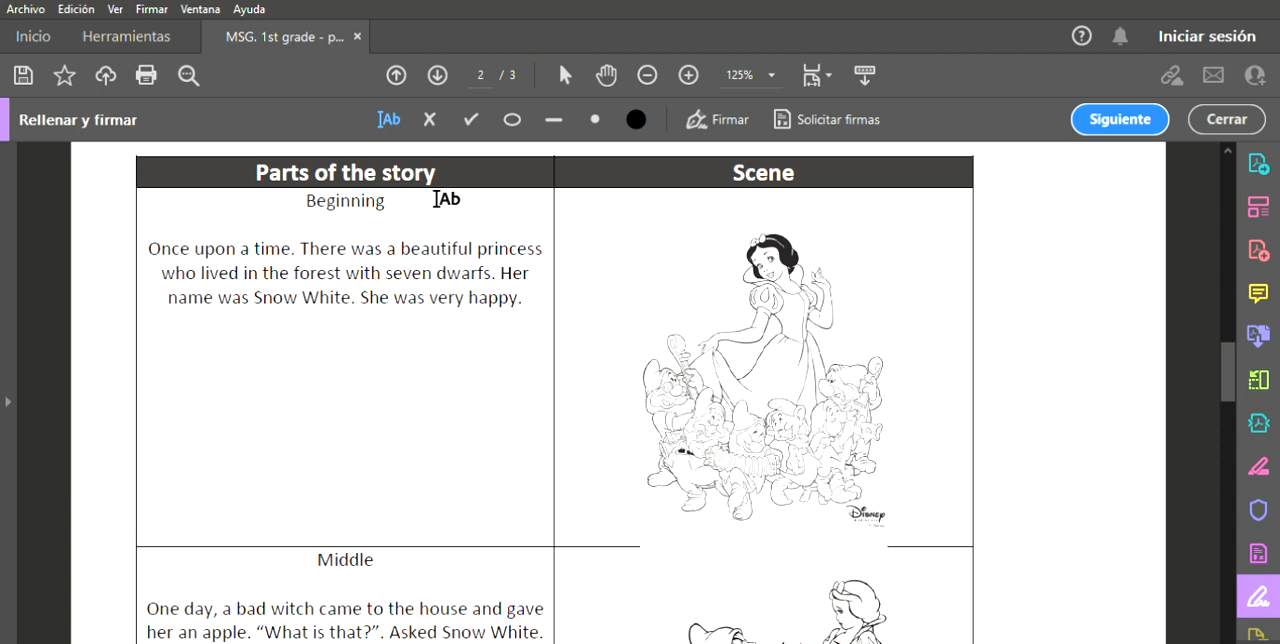 Archivo Edición Ver Firmar Ventana Ayuda
Inicio Herramientas MSG. 1st grade - p... × Iniciar sesión
2 / 3 125%
Rellenar y firmar Ab Firmar Solicitar firmas Siguiente Cerrar
Parts of the story Scene
Beginning Ab
Once upon a time. There was a beautiful princess
who lived in the forest with seven dwarfs. Her
name was Snow White. She was very happy.
Disney
Middle
One day, a bad witch came to the house and gave
her an apple. “What is that?”. Asked Snow White.